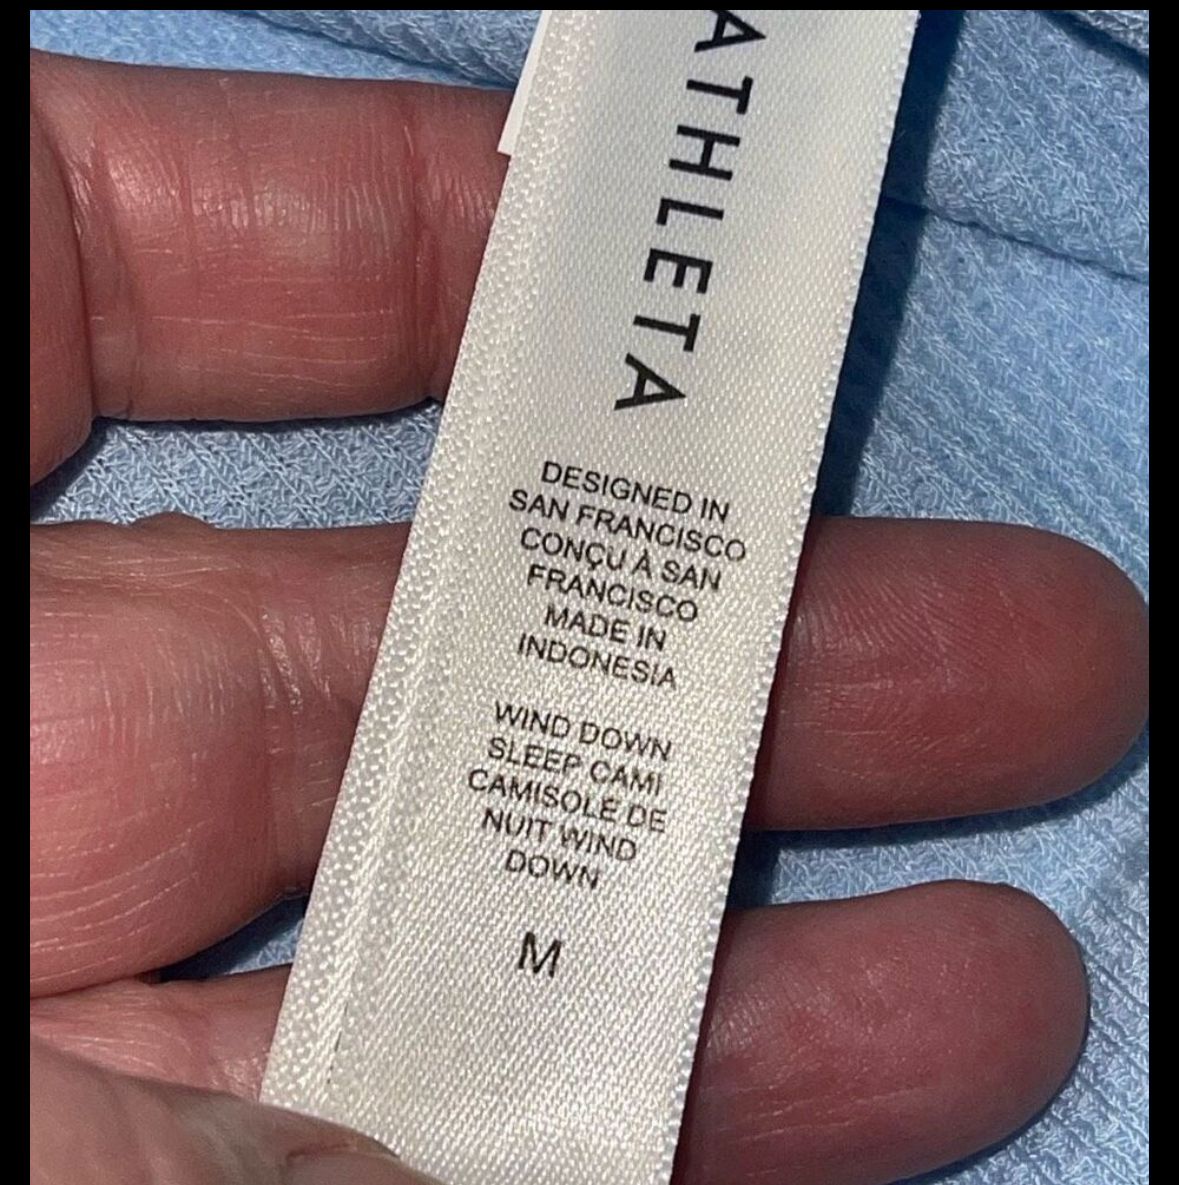 ATHLETA
DESIGNED IN
SAN FRANCISCO
CONÇU À SAN
FRANCISCO
MADE IN
INDONESIA
WIND DOWN
SLEEP CAMI
CAMISOLE DE
NUIT WIND
DOWN
M